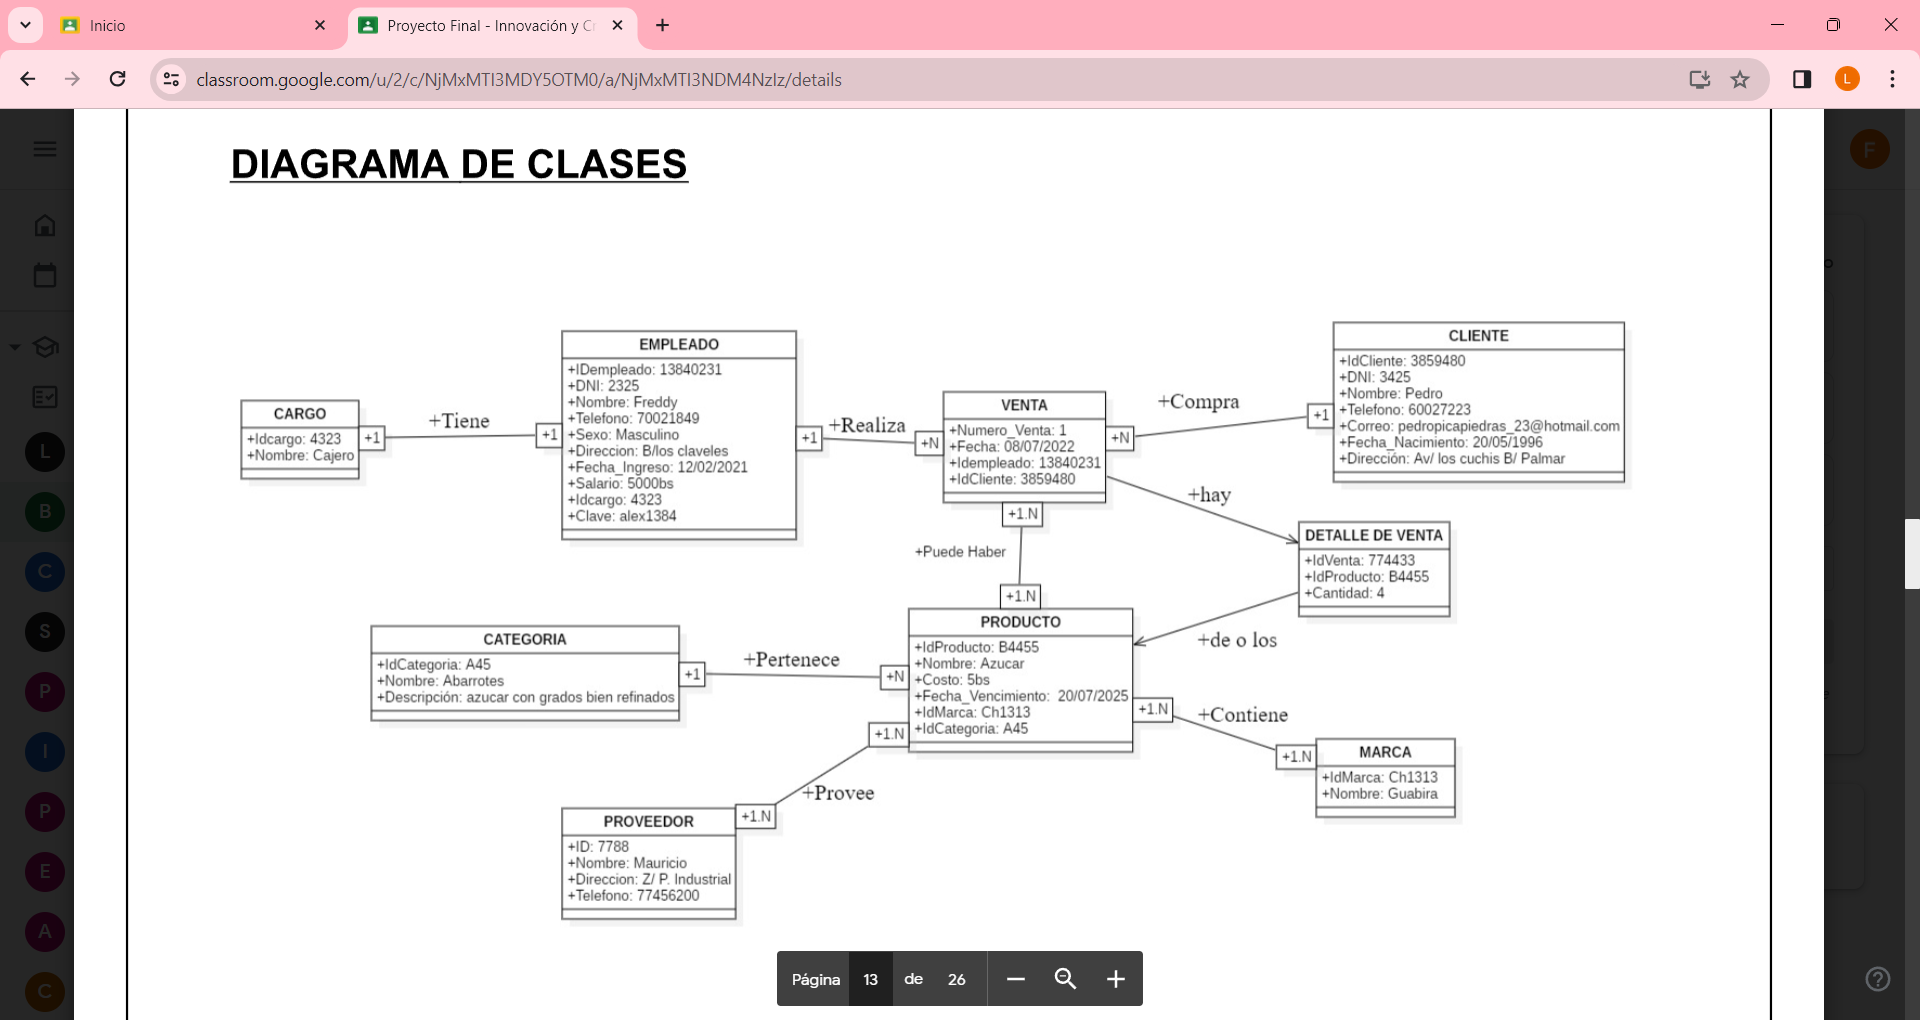 Inicio
Proyecto Final - Innovación y
classroom.google.com/u/2/c/NjMxMTI3MDY5OTM0/a/NjMxMTI3NDM4NzIz/details
L
F
DIAGRAMA DE CLASES
CARGO
+Idcargo: 4323
+Nombre: Cajero
+1
+Tiene
+1
EMPLEADO
+IDempleado: 13840231
+DNI: 2325
+Nombre: Freddy
+Telefono: 70021849
+Sexo: Masculino
+Direccion: B/los claveles
+Fecha_Ingreso: 12/02/2021
+Salario: 5000bs
+Idcargo: 4323
+Clave: alex1384
+1
+Realiza
+N
VENTA
+Numero_Venta: 1
+Fecha: 08/07/2022
+Idempleado: 13840231
+IdCliente: 3859480
+N
+Compra
+1
CLIENTE
+IdCliente: 3859480
+DNI: 3425
+Nombre: Pedro
+Telefono: 60027223
+Correo: pedropicapiedras_23@hotmail.com
+Fecha_Nacimiento: 20/05/1996
+Dirección: Av/ los cuchis B/ Palmar
+hay
DETALLE DE VENTA
+IdVenta: 774433
+IdProducto: B4455
+Cantidad: 4
+de o los
+1.N
+Puede Haber
+1.N
PRODUCTO
+IdProducto: B4455
+Nombre: Azucar
+Costo: 5bs
+Fecha_Vencimiento: 20/07/2025
+IdMarca: Ch1313
+IdCategoria: A45
CATEGORIA
+IdCategoria: A45
+Nombre: Abarrotes
+Descripción: azucar con grados bien refinados
+1
+Pertenece
+N
+1.N
+Contiene
+1.N
MARCA
+IdMarca: Ch1313
+Nombre: Guabira
+1.N
+Provee
+1.N
PROVEEDOR
+ID: 7788
+Nombre: Mauricio
+Direccion: Z/ P. Industrial
+Telefono: 77456200
L
B
C
S
P
I
P
E
A
C
Página 13 de 26